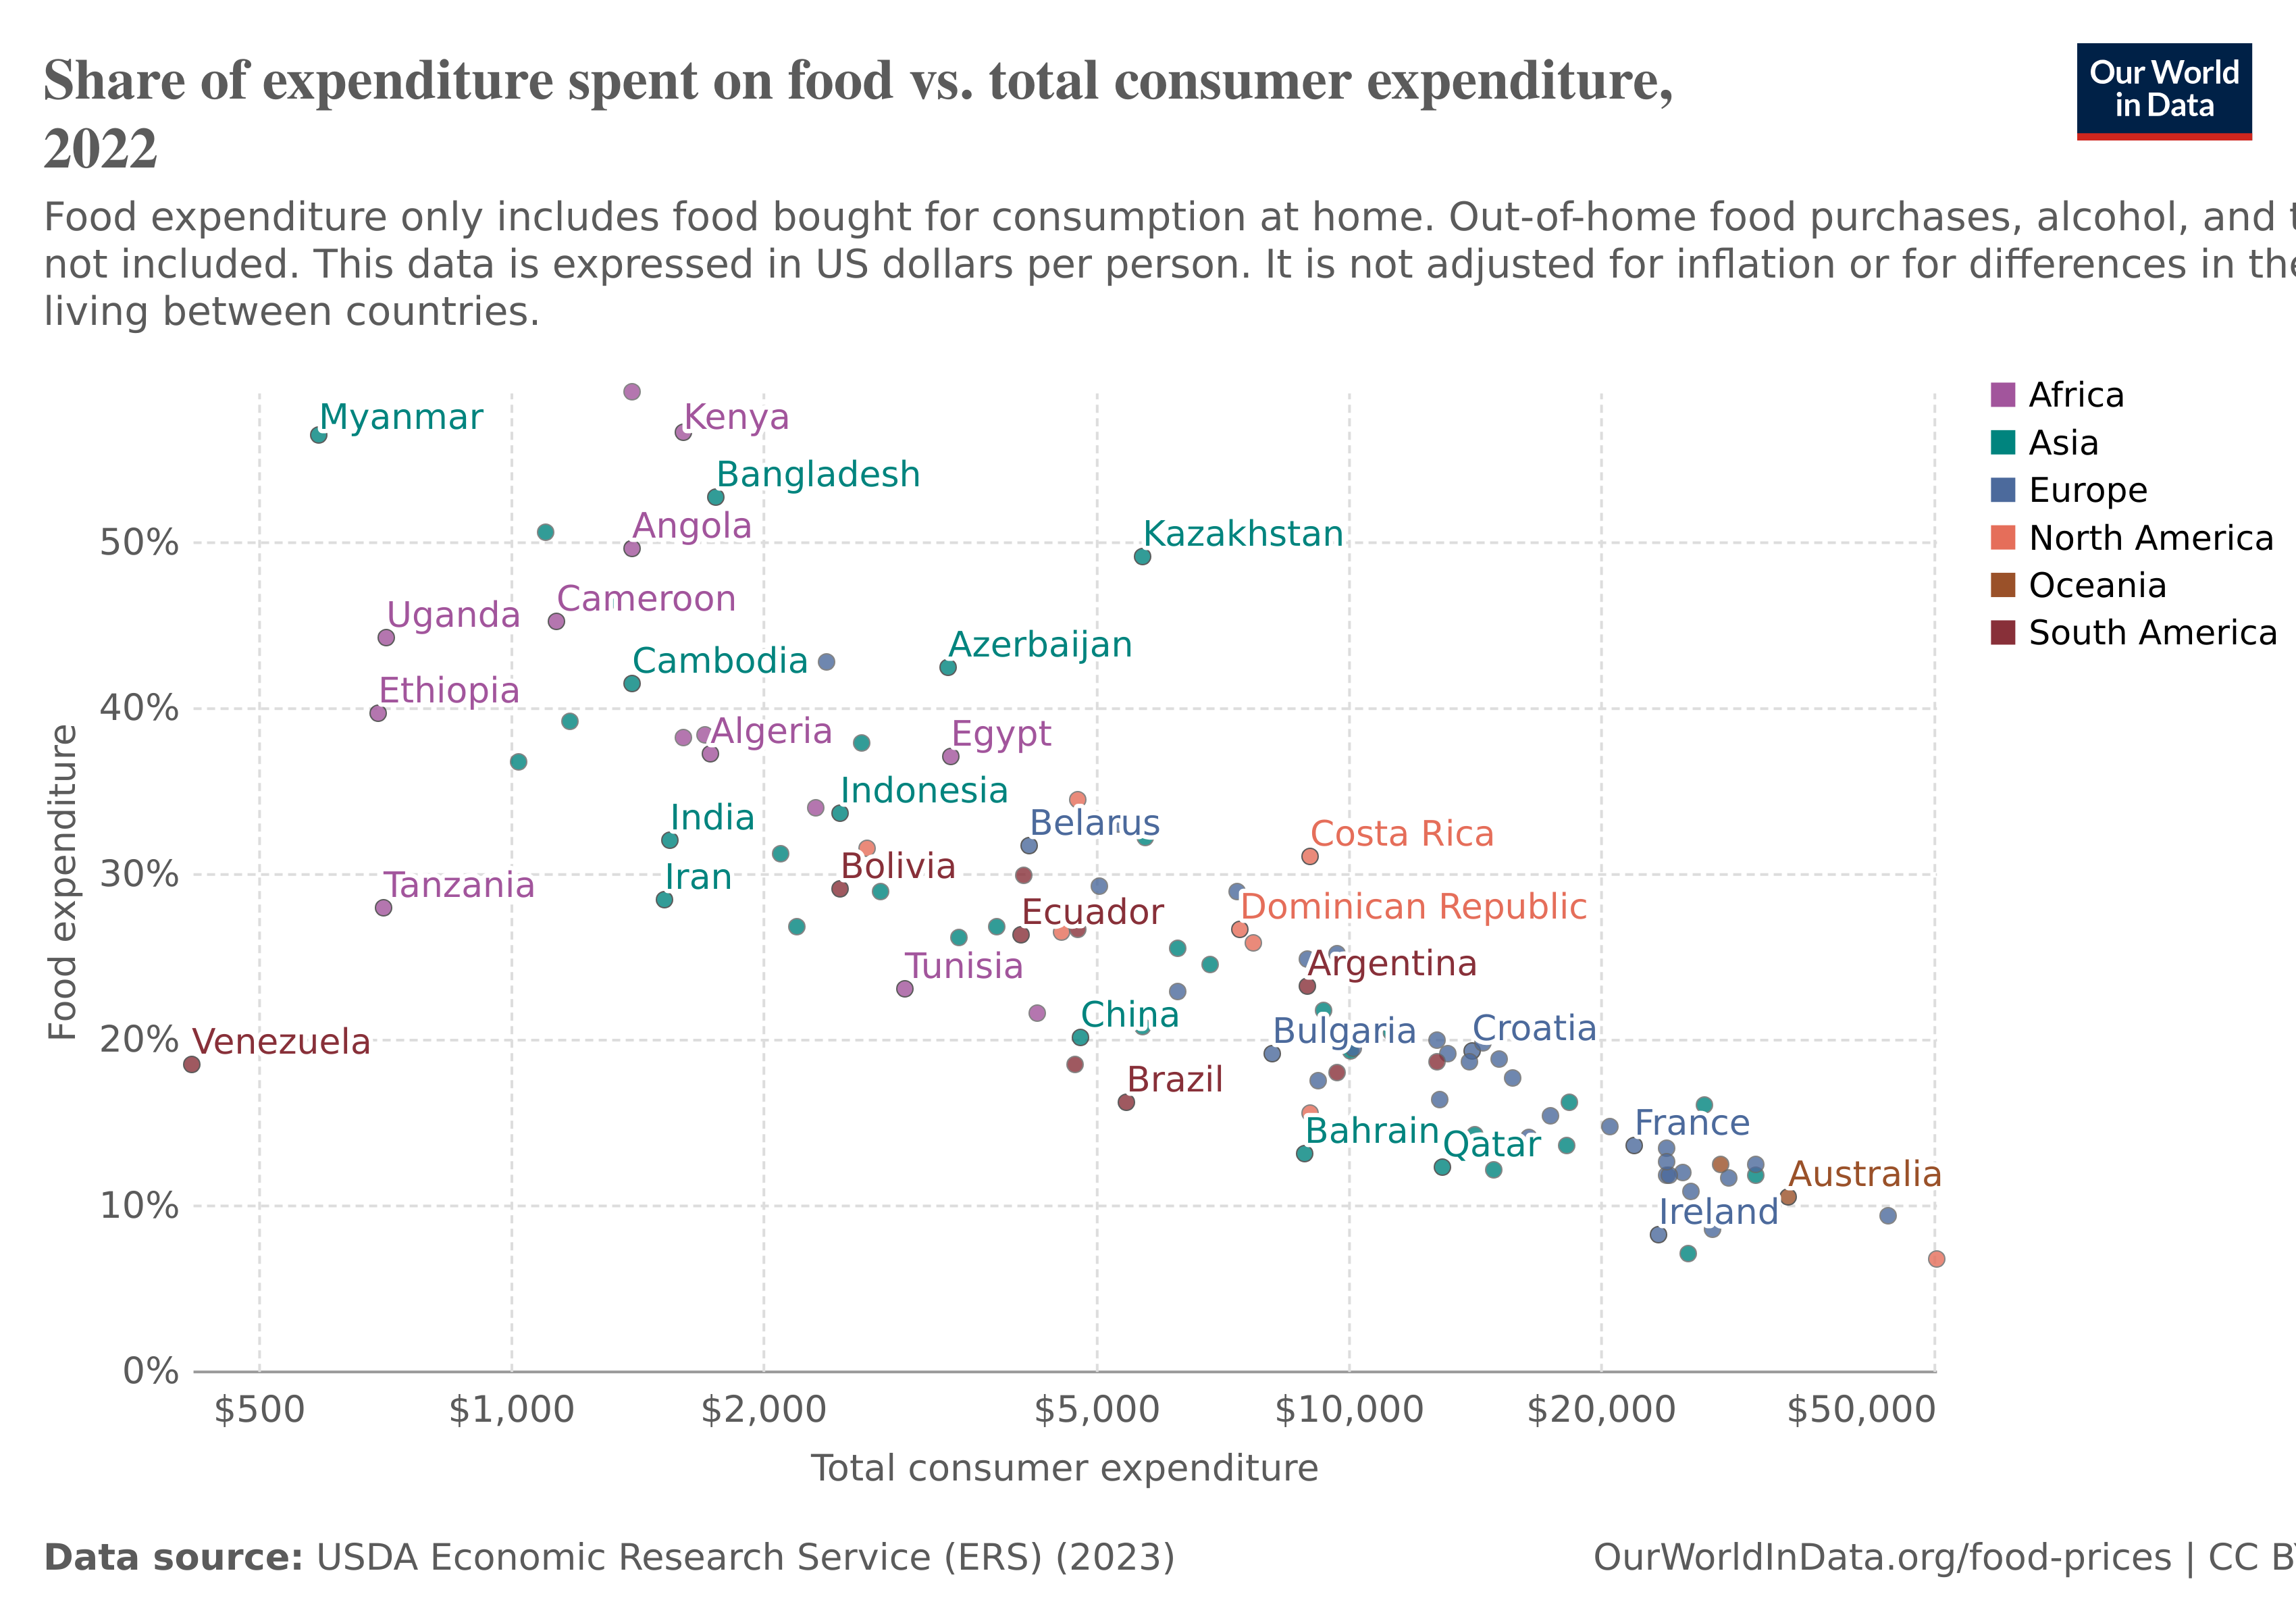 Share of expenditure spent on food vs. total consumer expenditure,
2022
Our World
in Data
Food expenditure only includes food bought for consumption at home. Out-of-home food purchases, alcohol, and
not included. This data is expressed in US dollars per person. It is not adjusted for inflation or for differences in the
living between countries.
Africa
Asia
Europe
North America
Oceania
South America
Myanmar
Kenya
Bangladesh
Angola
Kazakhstan
Cameroon
Uganda
Azerbaijan
Cambodia
Ethiopia
Algeria
Egypt
Indonesia
India
Belarus
Costa Rica
Bolivia
Iran
Tanzania
Dominican Republic
Ecuador
Tunisia
Argentina
China
Bulgaria
Croatia
Venezuela
Brazil
Bahrain
Qatar
France
Australia
Ireland
Food expenditure
50%
40%
30%
20%
10%
0%
$500
$1,000
$2,000
$5,000
$10,000
$20,000
$50,000
Total consumer expenditure
Data source: USDA Economic Research Service (ERS) (2023)
OurWorldInData.org/food-prices | CC